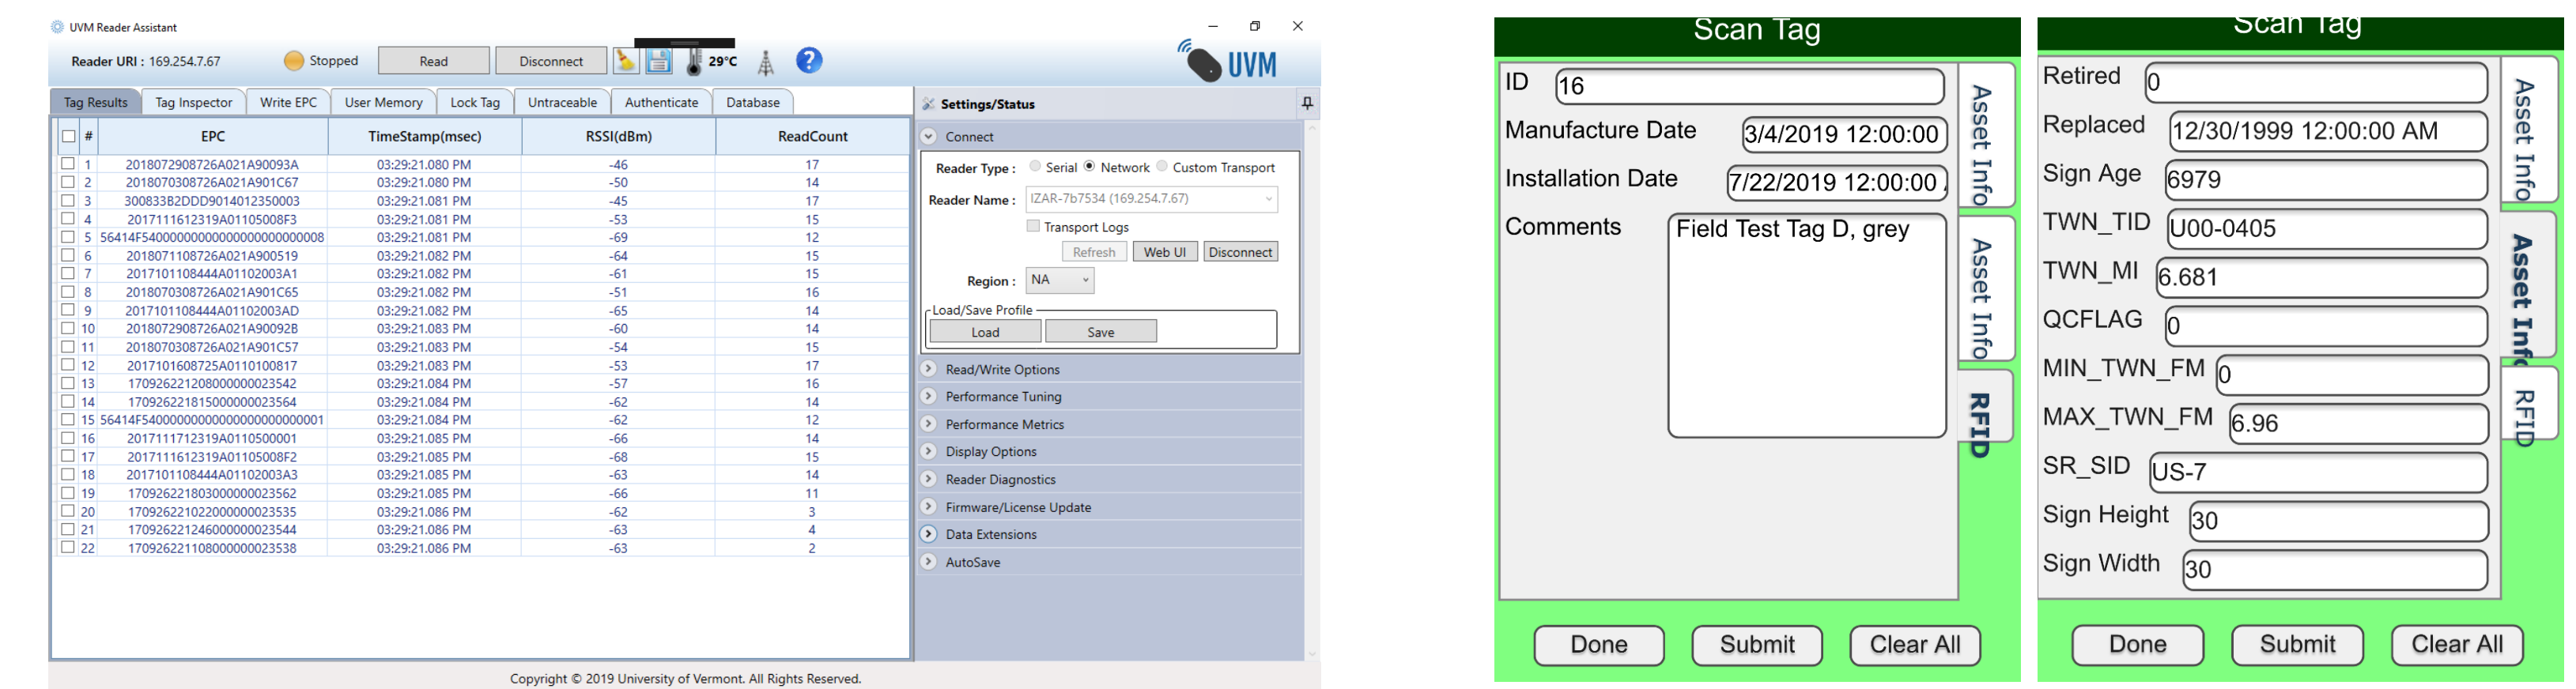 UVM Reader Assistant
Reader URI : 169.254.7.67 Stopped Read Disconnect 29°C ? UVM
Tag Results Tag Inspector Write EPC User Memory Lock Tag Untraceable Authenticate Database
# EPC TimeStamp(msec) RSSI(dBm) ReadCount
1 2018072908726A021A90093A 03:29:21.080 PM -46 17
2 2018070308726A021A901C67 03:29:21.080 PM -50 14
3 300833B2DDD9014012350003 03:29:21.081 PM -45 17
4 2017111612319A01105008F3 03:29:21.081 PM -53 15
5 56414F540000000000000000000000008 03:29:21.081 PM -69 12
6 2018071108726A021A900519 03:29:21.082 PM -64 15
7 2017101108444A01102003A1 03:29:21.082 PM -61 15
8 2018070308726A021A901C65 03:29:21.082 PM -51 16
9 2017101108444A01102003AD 03:29:21.082 PM -65 14
10 2018072908726A021A90092B 03:29:21.083 PM -60 14
11 2018070308726A021A901C57 03:29:21.083 PM -54 15
12 2017101608725A0110100817 03:29:21.083 PM -53 17
13 170926221208000000023542 03:29:21.084 PM -57 16
14 170926221815000000023564 03:29:21.084 PM -62 14
15 56414F540000000000000000000000001 03:29:21.084 PM -62 12
16 2017111712319A0110500001 03:29:21.085 PM -66 14
17 2017111612319A01105008F2 03:29:21.085 PM -68 15
18 2017101108444A01102003A3 03:29:21.085 PM -63 14
19 170926221803000000023562 03:29:21.085 PM -66 11
20 170926221022000000023535 03:29:21.086 PM -62 3
21 170926221246000000023544 03:29:21.086 PM -63 4
22 170926221108000000023538 03:29:21.086 PM -63 2
Settings/Status
Connect
Reader Type : Serial Network Custom Transport
Reader Name : IZAR-7b7534 (169.254.7.67)
Transport Logs
Refresh Web UI Disconnect
Region : NA
Load/Save Profile
Load Save
Read/Write Options
Performance Tuning
Performance Metrics
Display Options
Reader Diagnostics
Firmware/License Update
Data Extensions
AutoSave
Copyright © 2019 University of Vermont. All Rights Reserved.
Scan Tag
ID 16
Manufacture Date 3/4/2019 12:00:00
Installation Date 7/22/2019 12:00:00
Comments Field Test Tag D, grey
Asset Info
Asset Info
RFID
Done Submit Clear All
Scan Tag
Retired 0
Replaced 12/30/1999 12:00:00 AM
Sign Age 6979
TWN_TID U00-0405
TWN_MI 6.681
QCFLAG 0
MIN_TWN_FM 0
MAX_TWN_FM 6.96
SR_SID US-7
Sign Height 30
Sign Width 30
Asset Info
Asset Info
RFID
Done Submit Clear All